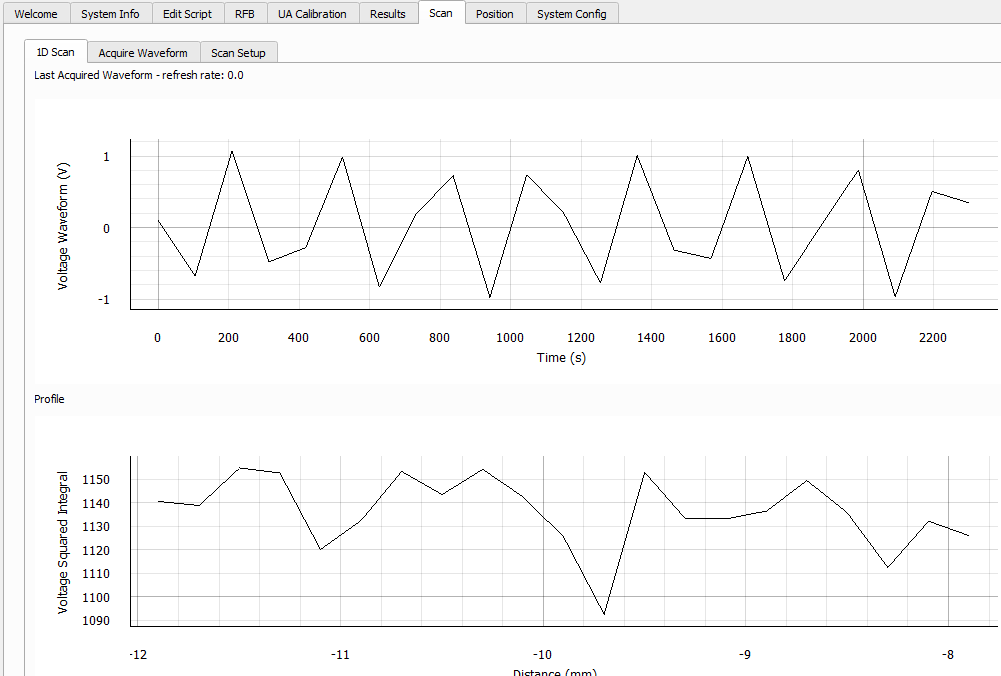 Welcome System Info Edit Script RFB UA Calibration Results Scan Position System Config
1D Scan Acquire Waveform Scan Setup
Last Acquired Waveform - refresh rate: 0.0
Voltage Waveform (V)
1
0
-1
0 200 400 600 800 1000 1200 1400 1600 1800 2000 2200
Time (s)
Profile
Voltage Squared Integral
1150
1140
1130
1120
1110
1100
1090
-12 -11 -10 -9 -8
Distance (mm)